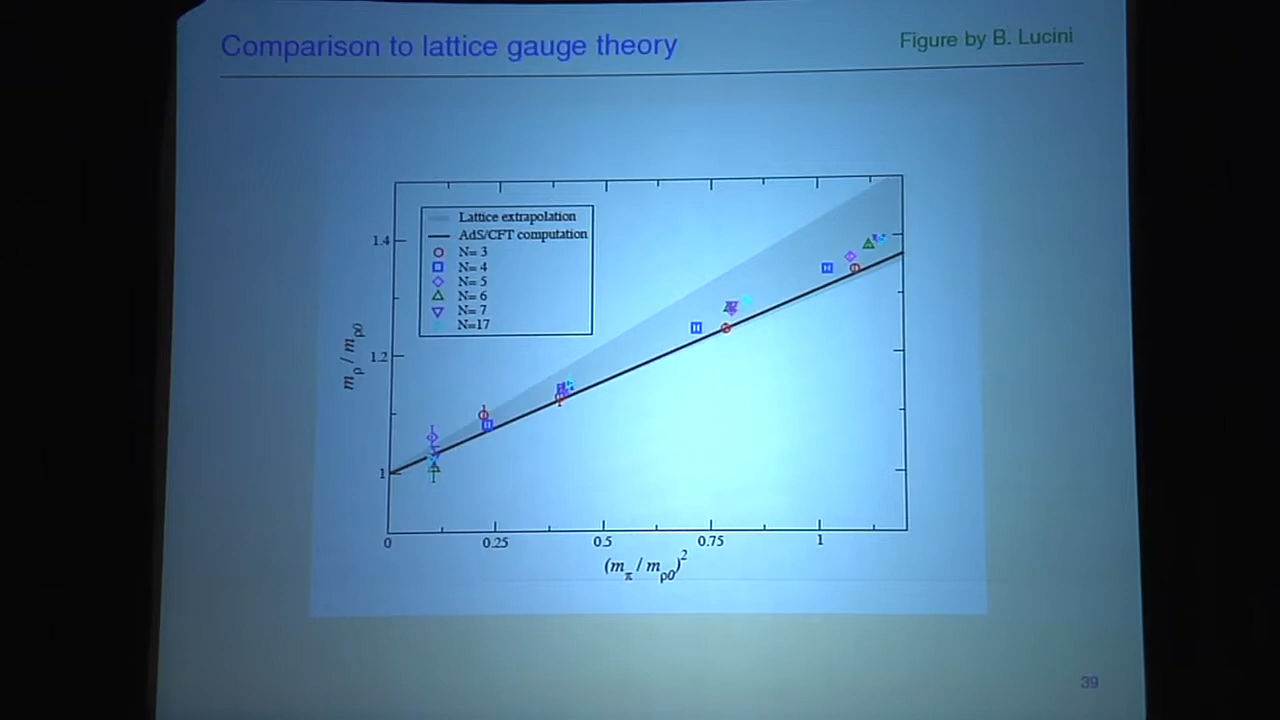 Comparison to lattice gauge theory
Figure by B. Lucini
Lattice extrapolation
AdS/CFT computation
N= 3
N= 4
N= 5
N= 6
N= 7
N=17
1.4
1.2
1
m_ρ / m_ρ0
0 0.25 0.5 0.75 1
(m_π / m_ρ0)^2
39